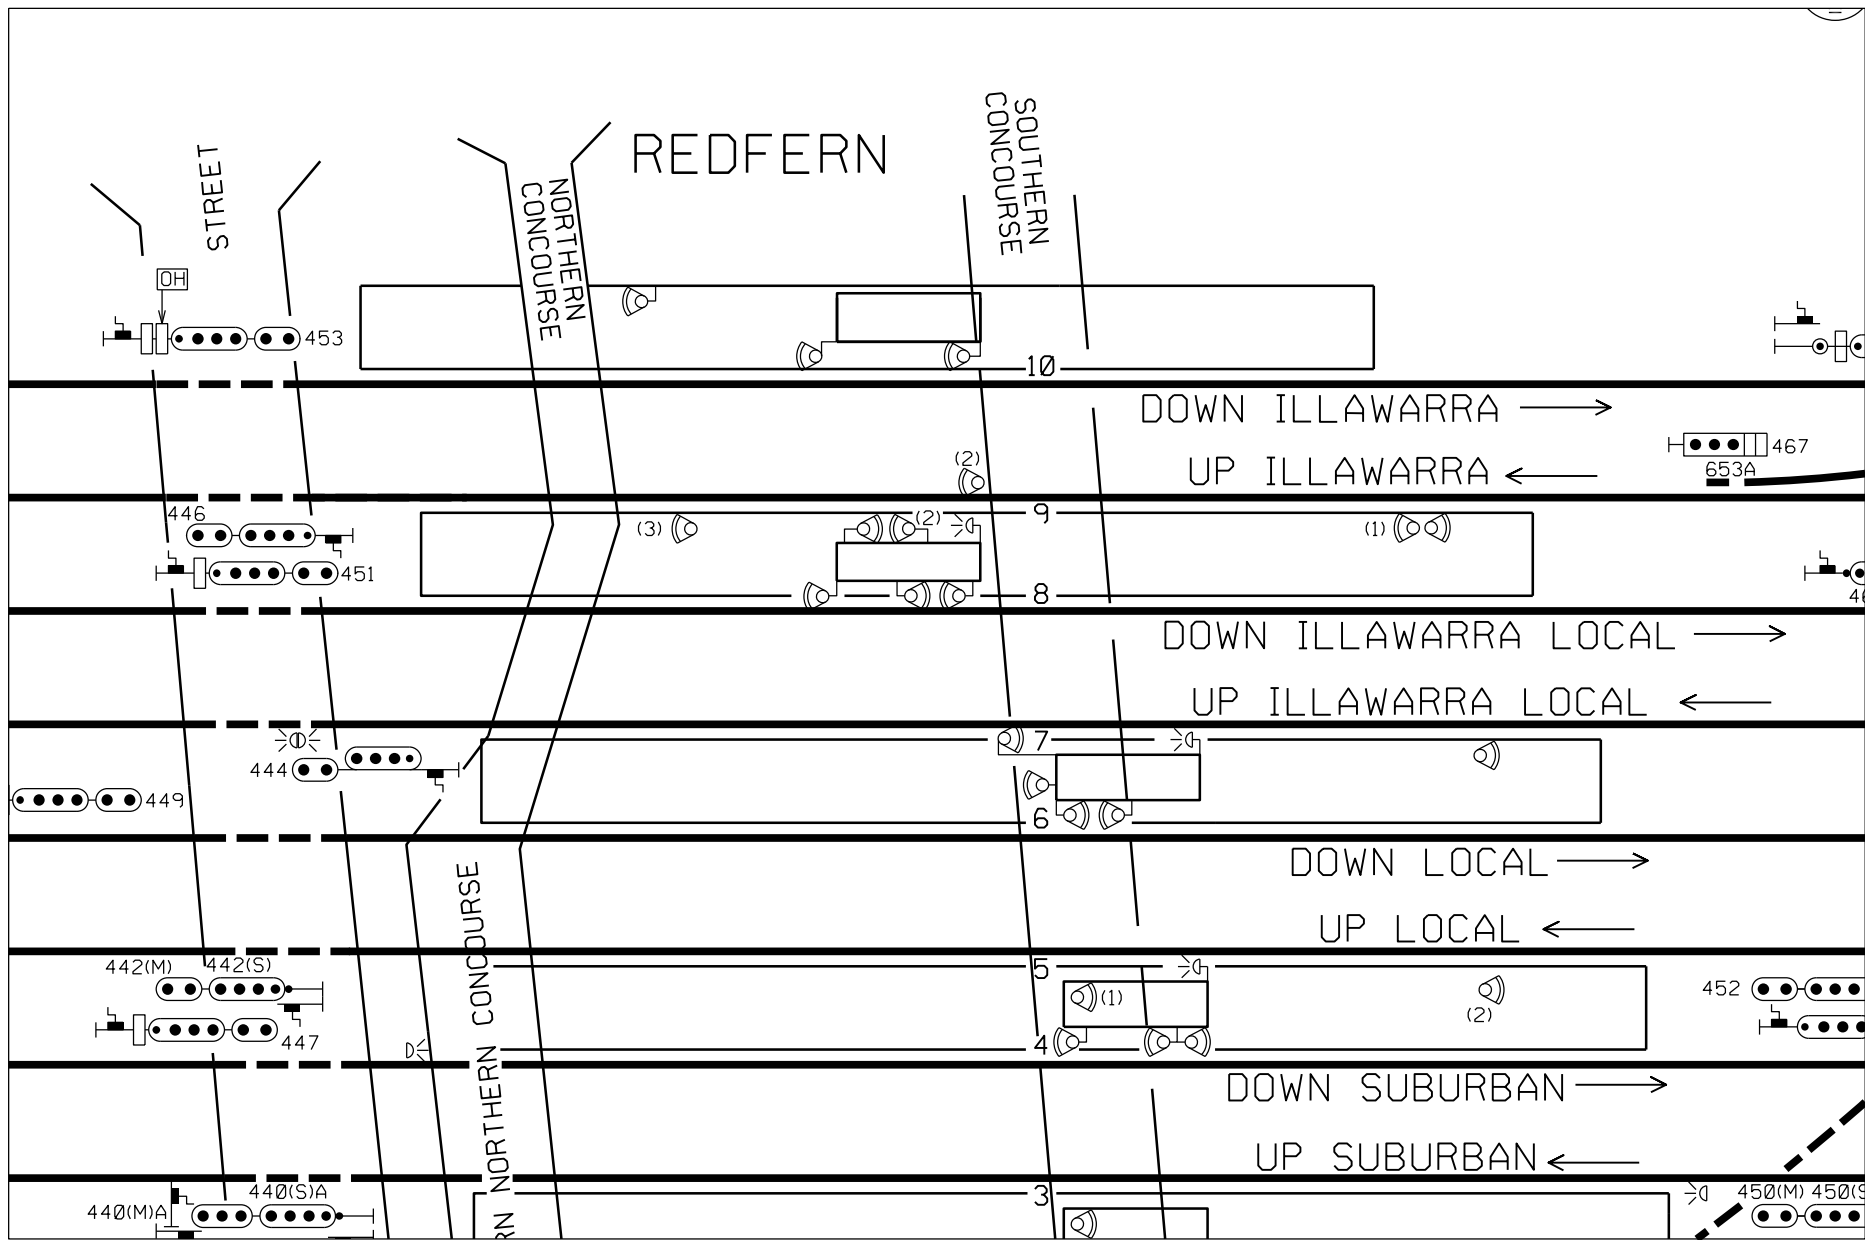 REDFERN
STREET
NORTHERN
CONCOURSE
SOUTHERN
CONCOURSE
OH
453
10
DOWN ILLAWARRA
467
(2)
UP ILLAWARRA
653A
446
9
(3)
(2)
(1)
451
8
DOWN ILLAWARRA LOCAL
UP ILLAWARRA LOCAL
7
444
449
6
DOWN LOCAL
NORTHERN CONCOURSE
UP LOCAL
442(M)
442(S)
5
(1)
452
(2)
447
4
DOWN SUBURBAN
UP SUBURBAN
440(S)A
3
450(M)
440(M)A